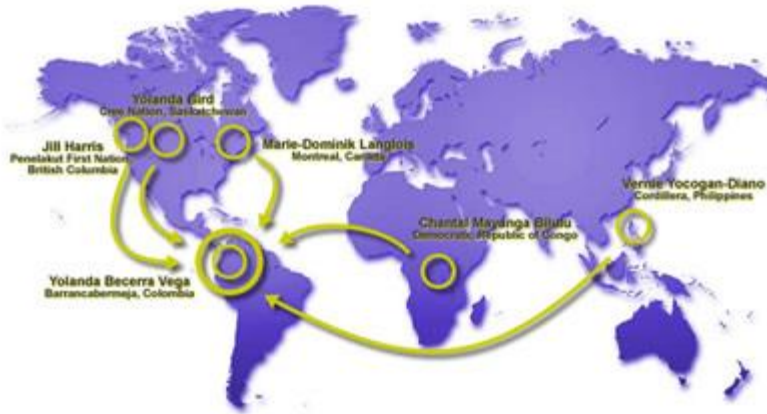 Yolanda Bird
Cree Nation, Saskatchewan
Jill Harris
Penelakut First Nation
British Columbia
Marie-Dominik Langlois
Montreal, Canada
Vernie Yocogan-Diano
Cordillera, Philippines
Chantal Mayanga Bilulu
Democratic Republic of Congo
Yolanda Becerra Vega
Barrancabermeja, Colombia